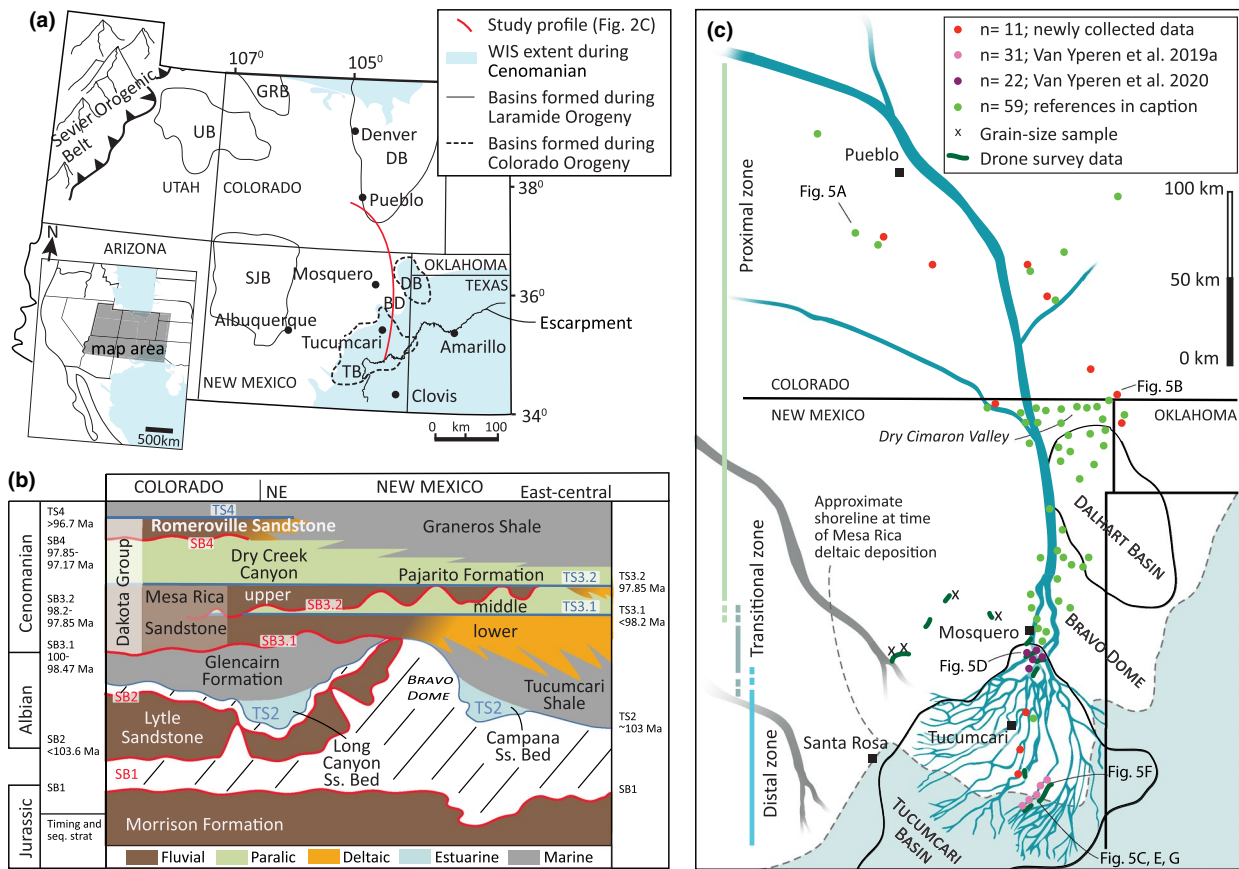 (a)
Study profile (Fig. 2C)
WIS extent during
Cenomanian
Basins formed during
Laramide Orogeny
Basins formed during
Colorado Orogeny
107⁰
105⁰
GRB
Sevier Orogenic
Belt
UB
Denver
DB
UTAH
COLORADO
Pueblo
38⁰
N
ARIZONA
OKLAHOMA
TEXAS
Mosquero
DB
SJB
BD
36⁰
Albuquerque
Escarpment
Tucumcari
Amarillo
map area
TB
NEW MEXICO
Clovis
34⁰
500km
0 km 100
(b)
COLORADO
NE
NEW MEXICO
East-central
TS4
>96.7 Ma
TS4
Romeroville Sandstone
Graneros Shale
SB4
97.85-
97.17 Ma
SB4
Dry Creek
Canyon
Pajarito Formation
TS3.2
TS3.2
97.85 Ma
Cenomanian
Dakota Group
SB3.2
98.2-
97.85 Ma
Mesa Rica
Sandstone
upper
SB3.2
middle
TS3.1
TS3.1
<98.2 Ma
lower
SB3.1
100-
98.47 Ma
SB3.1
Glencairn
Formation
BRAVO
DOME
Tucumcari
Shale
Albian
SB2
TS2
TS2
TS2
~103 Ma
Lytle
Sandstone
SB2
<103.6 Ma
Long
Canyon
Ss. Bed
Campana
Ss. Bed
SB1
SB1
SB1
Jurassic
Morrison Formation
Timing and
seq. strat
Fluvial
Paralic
Deltaic
Estuarine
Marine
(c)
n= 11; newly collected data
n= 31; Van Yperen et al. 2019a
n= 22; Van Yperen et al. 2020
n= 59; references in caption
x Grain-size sample
Drone survey data
Proximal zone
Pueblo
Fig. 5A
100 km
50 km
0 km
Fig. 5B
COLORADO
NEW MEXICO
OKLAHOMA
Dry Cimaron Valley
DALHART BASIN
Approximate
shoreline at time
of Mesa Rica
deltaic deposition
Transitional zone
x
x
x x
Mosquero
BRAVO DOME
Fig. 5D
Distal zone
Tucumcari
Santa Rosa
Fig. 5F
TUCUMCARI
BASIN
Fig. 5C, E, G